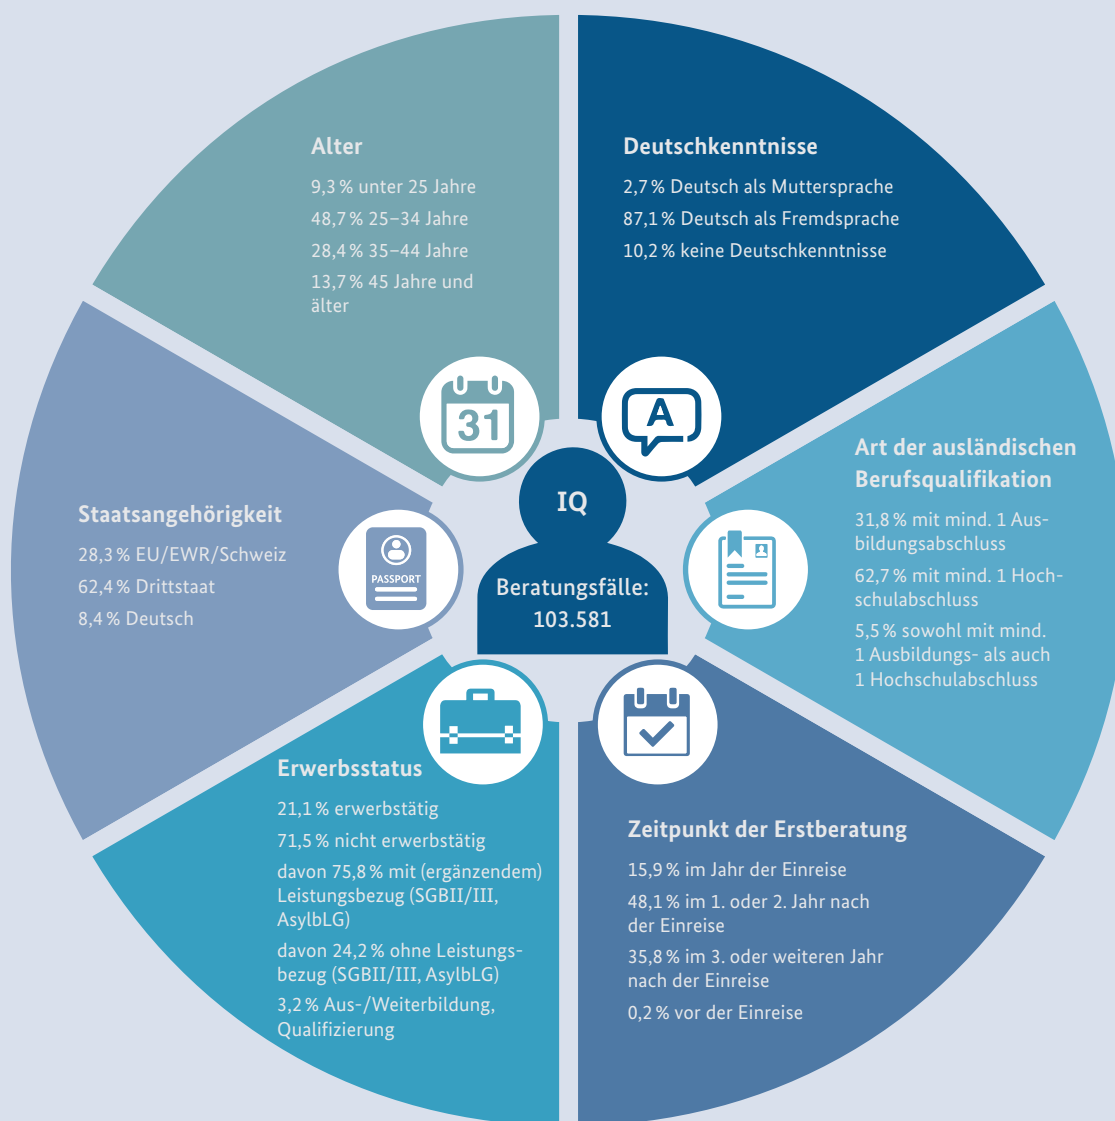 Alter
9,3 % unter 25 Jahre
48,7 % 25–34 Jahre
28,4 % 35–44 Jahre
13,7 % 45 Jahre und
älter
31
Deutschkenntnisse
2,7 % Deutsch als Muttersprache
87,1 % Deutsch als Fremdsprache
10,2 % keine Deutschkenntnisse
A
Art der ausländischen
Berufsqualifikation
31,8 % mit mind. 1 Aus-
bildungsabschluss
62,7 % mit mind. 1 Hoch-
schulabschluss
5,5 % sowohl mit mind.
1 Ausbildungs- als auch
1 Hochschulabschluss
Staatsangehörigkeit
28,3 % EU/EWR/Schweiz
62,4 % Drittstaat
8,4 % Deutsch
PASSPORT
IQ
Beratungsfälle:
103.581
Erwerbsstatus
21,1 % erwerbstätig
71,5 % nicht erwerbstätig
davon 75,8 % mit (ergänzendem)
Leistungsbezug (SGBII/III,
AsylbLG)
davon 24,2 % ohne Leistungs-
bezug (SGBII/III, AsylbLG)
3,2 % Aus-/Weiterbildung,
Qualifizierung
Zeitpunkt der Erstberatung
15,9 % im Jahr der Einreise
48,1 % im 1. oder 2. Jahr nach
der Einreise
35,8 % im 3. oder weiteren Jahr
nach der Einreise
0,2 % vor der Einreise